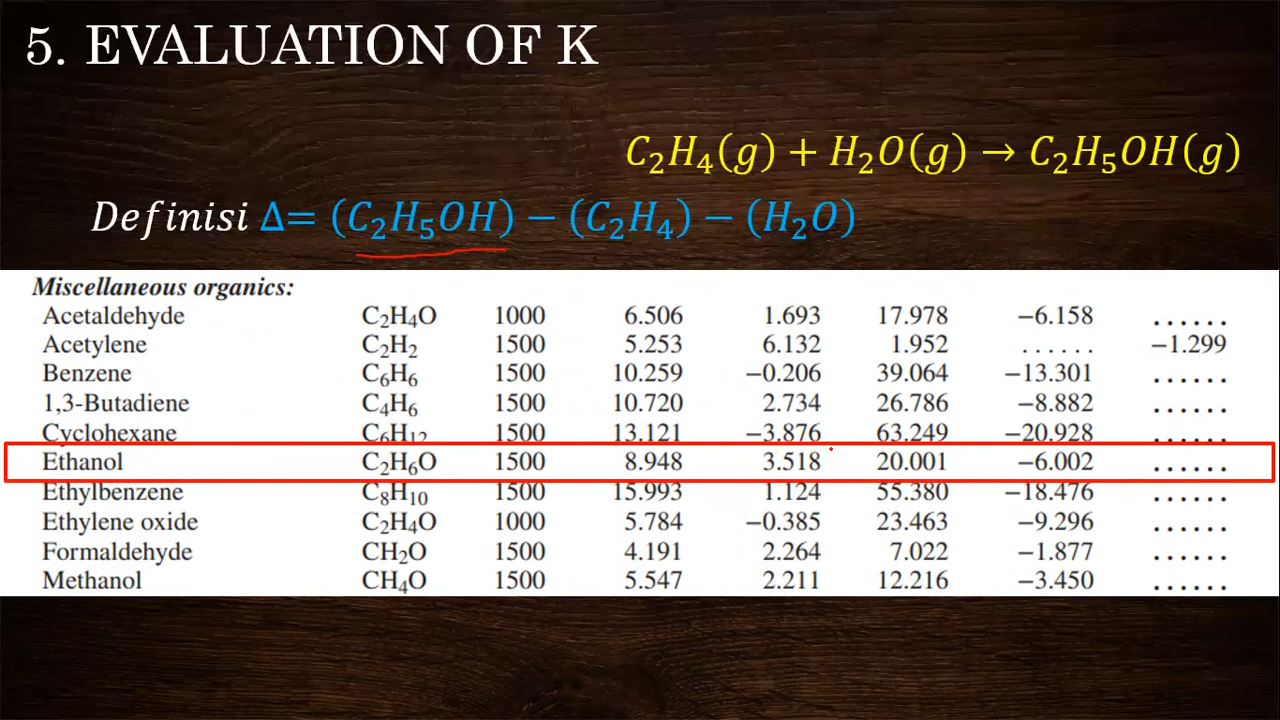 5. EVALUATION OF K
C₂H₄(g) + H₂O(g) → C₂H₅OH(g)
Definisi Δ= (C₂H₅OH) − (C₂H₄) − (H₂O)
Miscellaneous organics:
Acetaldehyde C₂H₄O 1000 6.506 1.693 17.978 −6.158 ......
Acetylene C₂H₂ 1500 5.253 6.132 1.952 ...... −1.299
Benzene C₆H₆ 1500 10.259 −0.206 39.064 −13.301 ......
1,3-Butadiene C₄H₆ 1500 10.720 2.734 26.786 −8.882 ......
Cyclohexane C₆H₁₂ 1500 13.121 −3.876 63.249 −20.928 ......
Ethanol C₂H₆O 1500 8.948 3.518 20.001 −6.002 ......
Ethylbenzene C₈H₁₀ 1500 15.993 1.124 55.380 −18.476 ......
Ethylene oxide C₂H₄O 1000 5.784 −0.385 23.463 −9.296 ......
Formaldehyde CH₂O 1500 4.191 2.264 7.022 −1.877 ......
Methanol CH₄O 1500 5.547 2.211 12.216 −3.450 ......